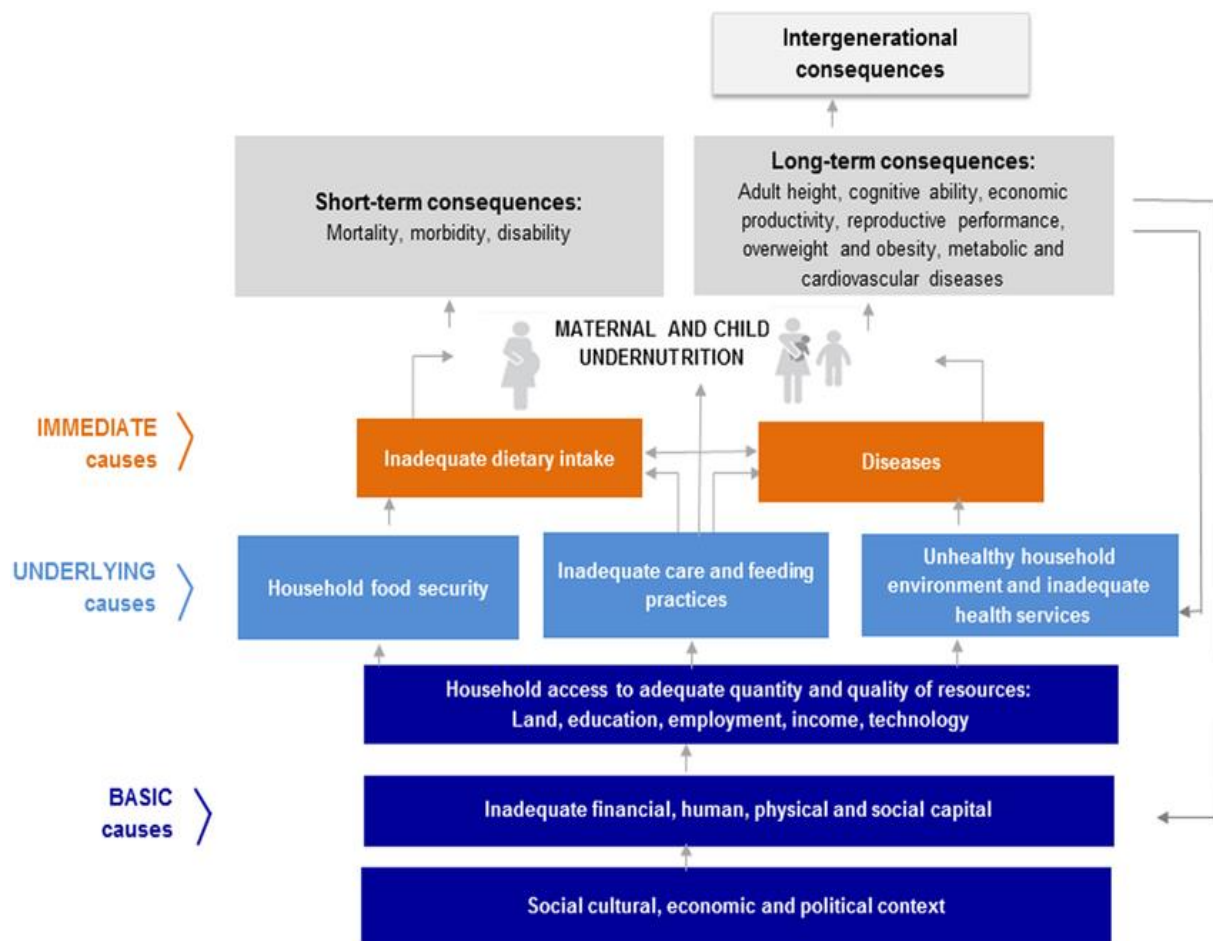 Intergenerational
consequences
Short-term consequences:
Mortality, morbidity, disability
Long-term consequences:
Adult height, cognitive ability, economic
productivity, reproductive performance,
overweight and obesity, metabolic and
cardiovascular diseases
MATERNAL AND CHILD
UNDERNUTRITION
IMMEDIATE
causes
Inadequate dietary intake
Diseases
UNDERLYING
causes
Household food security
Inadequate care and feeding
practices
Unhealthy household
environment and inadequate
health services
Household access to adequate quantity and quality of resources:
Land, education, employment, income, technology
BASIC
causes
Inadequate financial, human, physical and social capital
Social cultural, economic and political context